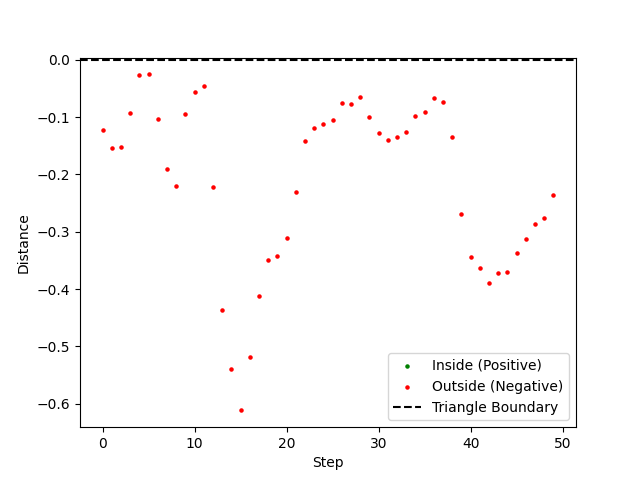 0.0
−0.1
−0.2
−0.3
−0.4
−0.5
−0.6
Distance
Inside (Positive)
Outside (Negative)
Triangle Boundary
0 10 20 30 40 50
Step